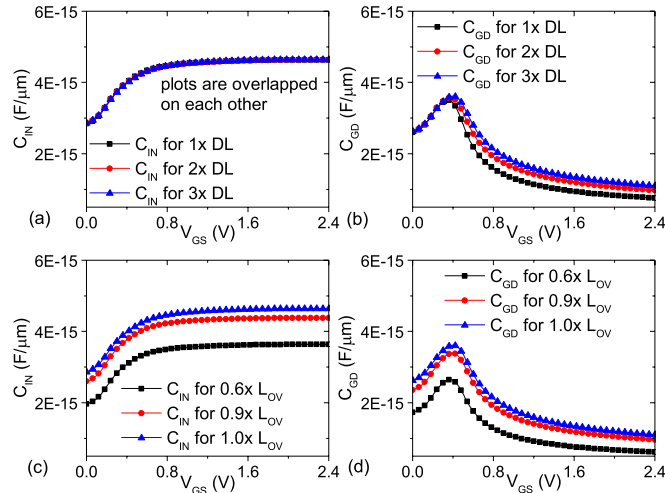 6E-15
4E-15
2E-15
C_IN (F/μm)
plots are overlapped
on each other
C_IN for 1x DL
C_IN for 2x DL
C_IN for 3x DL
(a)
0.0 0.8 1.6 2.4
V_GS (V)
6E-15
4E-15
2E-15
C_GD (F/μm)
C_GD for 1x DL
C_GD for 2x DL
C_GD for 3x DL
(b)
0.0 0.8 1.6 2.4
V_GS (V)
6E-15
4E-15
2E-15
C_IN (F/μm)
C_IN for 0.6x L_OV
C_IN for 0.9x L_OV
C_IN for 1.0x L_OV
(c)
0.0 0.8 1.6 2.4
V_GS (V)
6E-15
4E-15
2E-15
C_GD (F/μm)
C_GD for 0.6x L_OV
C_GD for 0.9x L_OV
C_GD for 1.0x L_OV
(d)
0.0 0.8 1.6 2.4
V_GS (V)